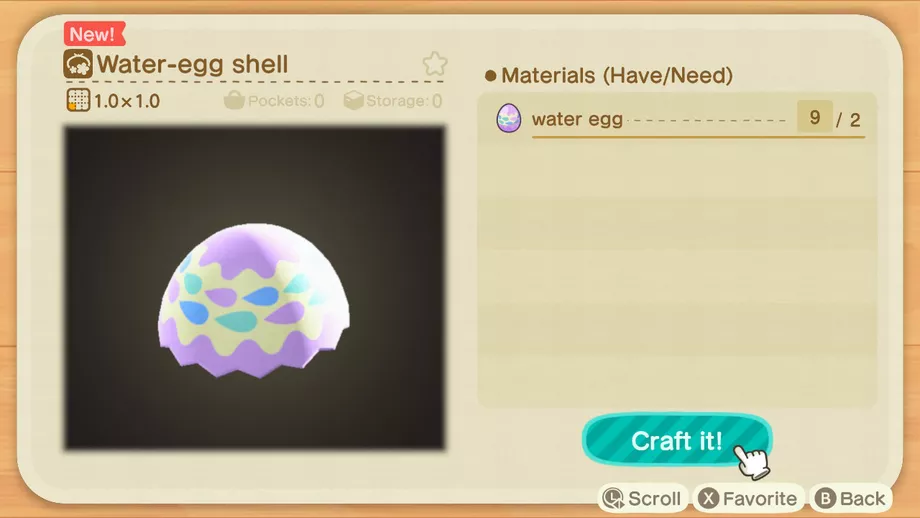 New!
Water-egg shell
1.0×1.0 Pockets: 0 Storage: 0
● Materials (Have/Need)
water egg 9 / 2
Craft it!
L Scroll X Favorite B Back